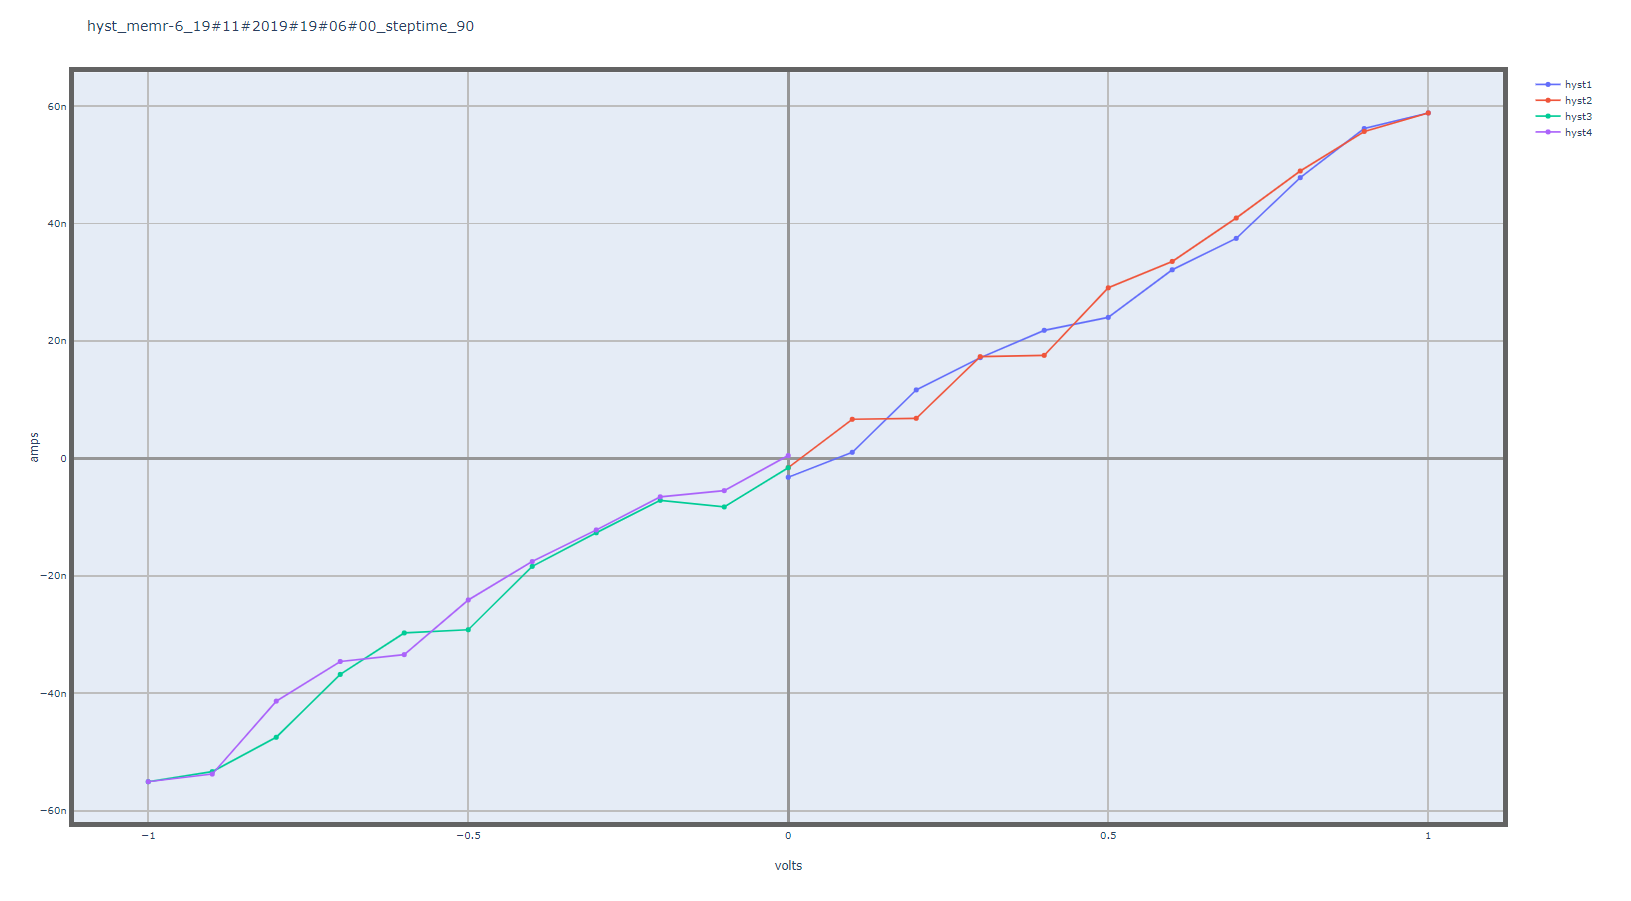 hyst_memr-6_19#11#2019#19#06#00_steptime_90
hyst1
hyst2
hyst3
hyst4
60n
40n
20n
0
−20n
−40n
−60n
amps
−1
−0.5
0
0.5
1
volts